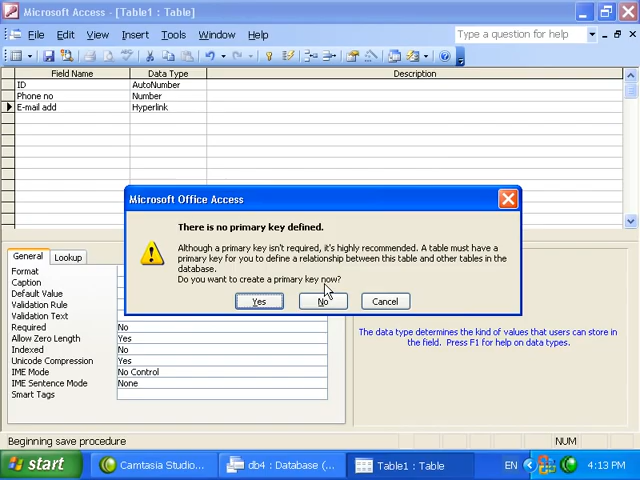 Microsoft Access - [Table1 : Table]
File Edit View Insert Tools Window Help
Type a question for help
Field Name Data Type Description
ID AutoNumber
Phone no Number
E-mail add Hyperlink
Microsoft Office Access
There is no primary key defined.
Although a primary key isn't required, it's highly recommended. A table must have a
primary key for you to define a relationship between this table and other tables in the
database.
Do you want to create a primary key now?
Yes No Cancel
General Lookup
Format
Caption
Default Value
Validation Rule
Validation Text
Required No
Allow Zero Length Yes
Indexed No
Unicode Compression Yes
IME Mode No Control
IME Sentence Mode None
Smart Tags
The data type determines the kind of values that users can store in
the field. Press F1 for help on data types.
Beginning save procedure NUM
start Camtasia Studio... db4 : Database (... Table1 : Table EN 4:13 PM